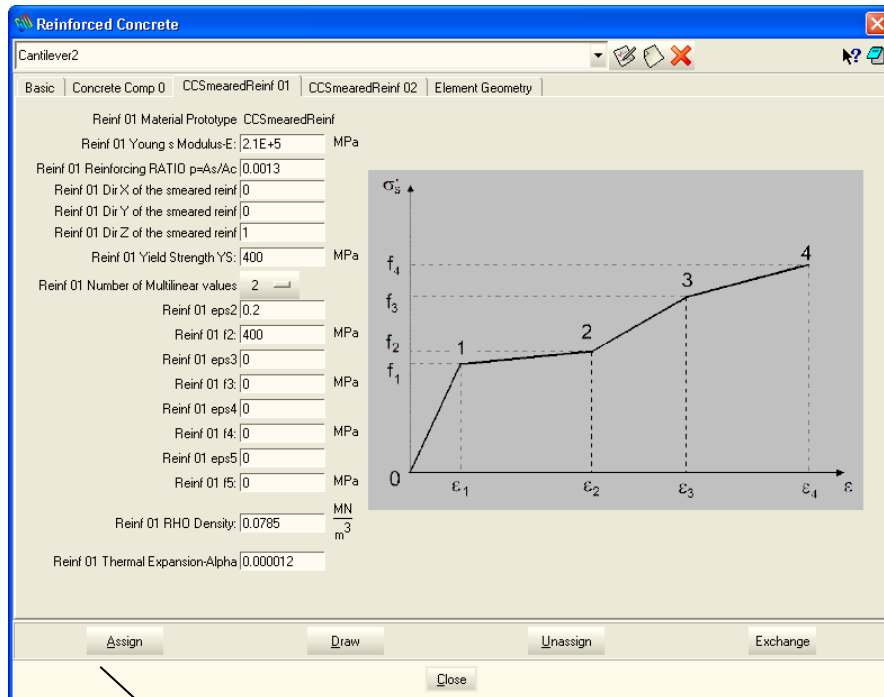 Reinforced Concrete
Cantilever2
Basic Concrete Comp 0 CCSmearedReinf 01 CCSmearedReinf 02 Element Geometry
Reinf 01 Material Prototype CCSmearedReinf
Reinf 01 Young s Modulus-E: 2.1E+5 MPa
Reinf 01 Reinforcing RATIO p=As/Ac 0.0013
Reinf 01 Dir X of the smeared reinf 0
Reinf 01 Dir Y of the smeared reinf 0
Reinf 01 Dir Z of the smeared reinf 1
Reinf 01 Yield Strength YS: 400 MPa
Reinf 01 Number of Multilinear values 2
Reinf 01 eps2 0.2
Reinf 01 f2: 400 MPa
Reinf 01 eps3 0
Reinf 01 f3: 0 MPa
Reinf 01 eps4 0
Reinf 01 f4: 0 MPa
Reinf 01 eps5 0
Reinf 01 f5: 0 MPa
Reinf 01 RHO Density: 0.0785 MN/m³
Reinf 01 Thermal Expansion-Alpha 0.000012
σs
f4
f3
f2
f1
1
2
3
4
0
ε1 ε2 ε3 ε4 ε
Assign Draw Unassign Exchange
Close